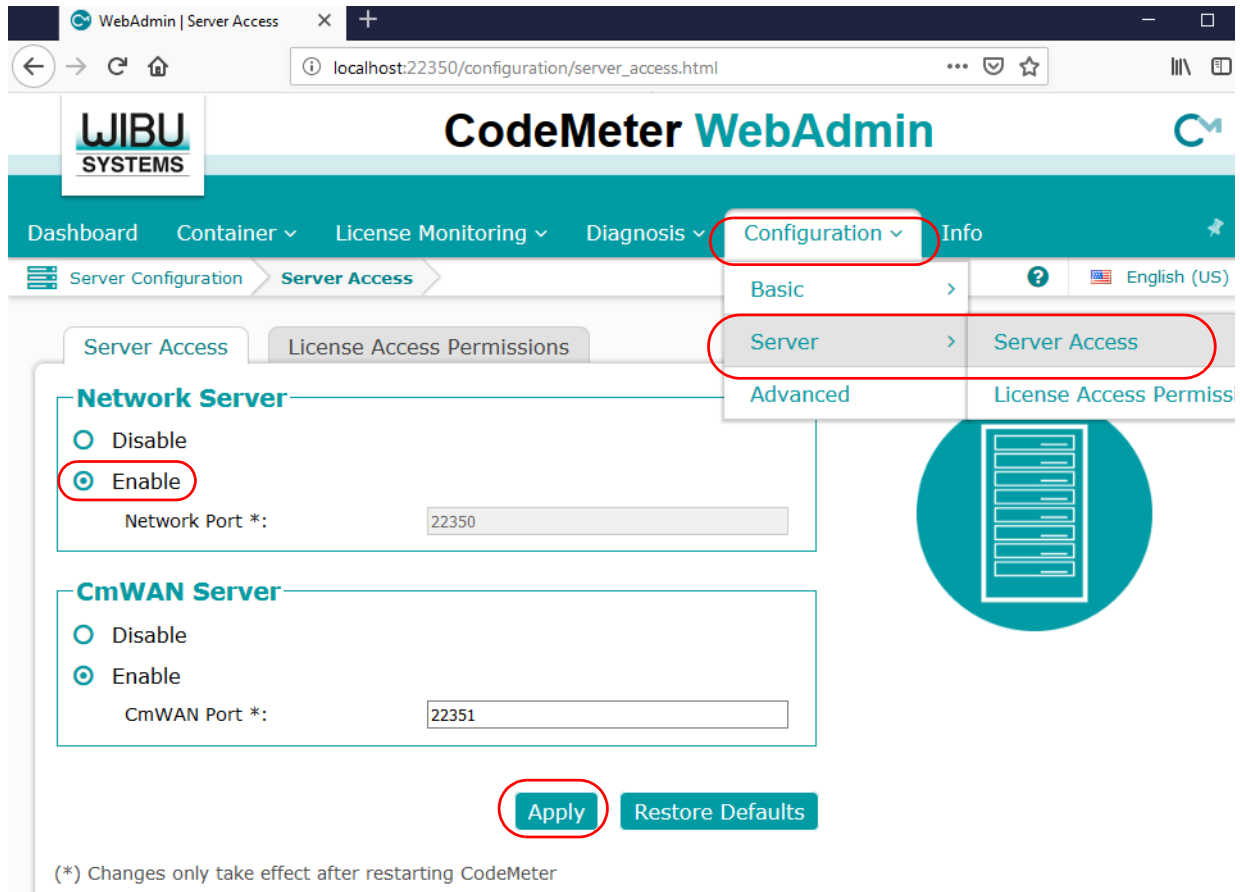 WebAdmin | Server Access
localhost:22350/configuration/server_access.html
WIBU
SYSTEMS
CodeMeter WebAdmin
CM
Dashboard Container License Monitoring Diagnosis Configuration Info
Server Configuration Server Access
English (US)
Basic
Server
Server Access
Advanced
License Access Permissi
Server Access License Access Permissions
Network Server
Disable
Enable
Network Port *: 22350
CmWAN Server
Disable
Enable
CmWAN Port *: 22351
Apply Restore Defaults
(*) Changes only take effect after restarting CodeMeter